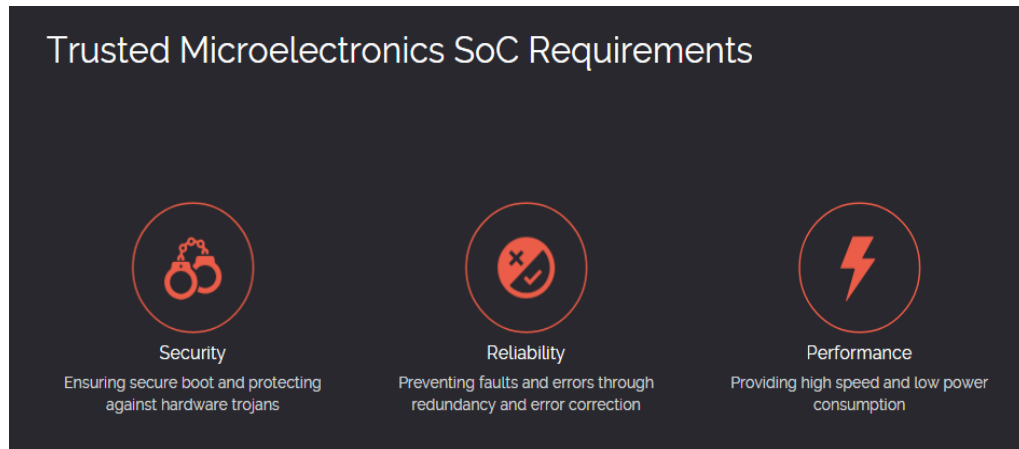 Trusted Microelectronics SoC Requirements
Security
Ensuring secure boot and protecting
against hardware trojans
Reliability
Preventing faults and errors through
redundancy and error correction
Performance
Providing high speed and low power
consumption